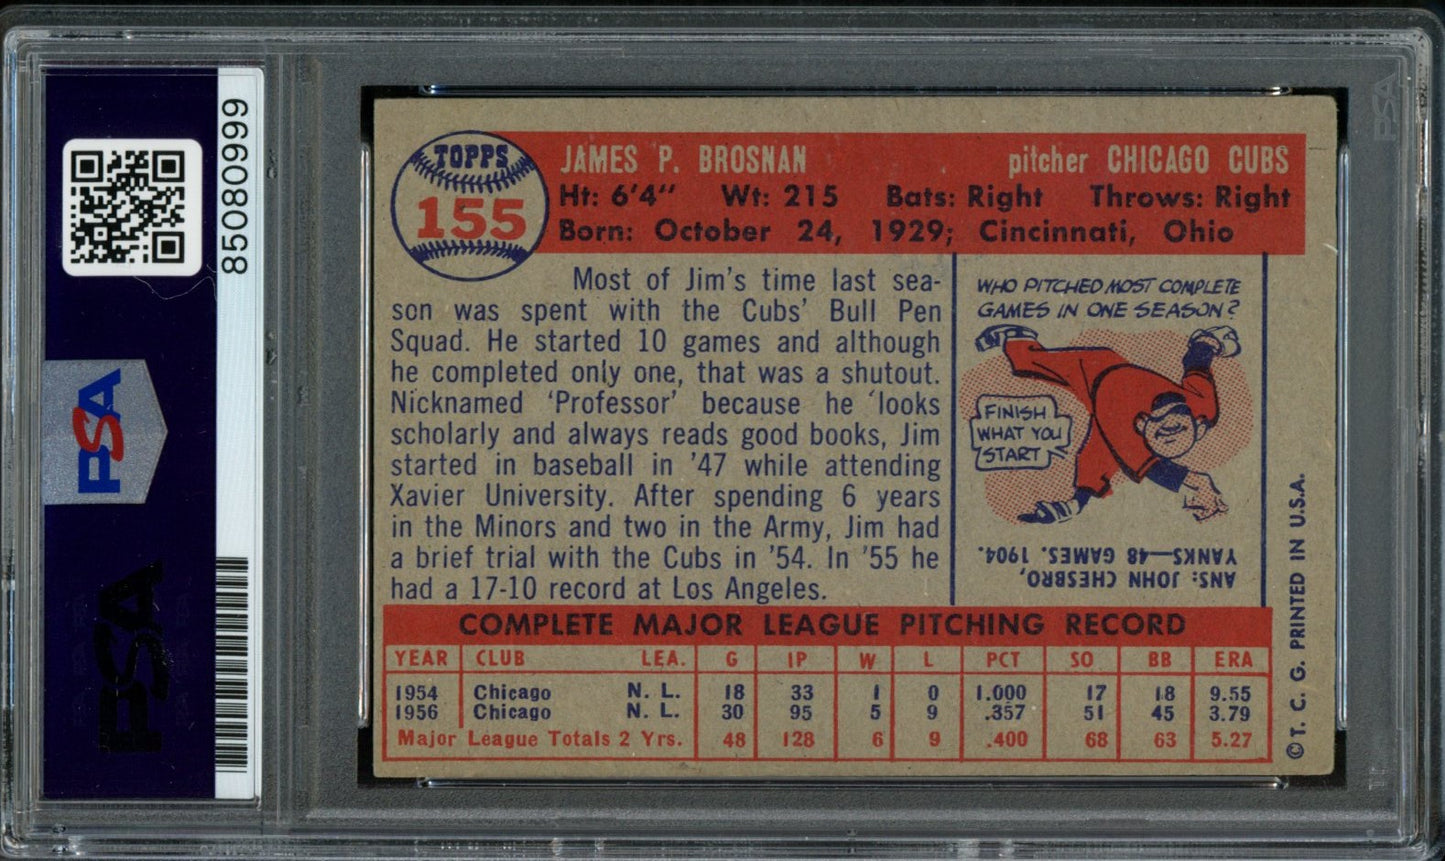 85080999
PSA
PSA
PSA
TOPPS
155
JAMES P. BROSNAN pitcher CHICAGO CUBS
Ht: 6'4" Wt: 215 Bats: Right Throws: Right
Born: October 24, 1929; Cincinnati, Ohio
Most of Jim's time last sea-
son was spent with the Cubs' Bull Pen
Squad. He started 10 games and although
he completed only one, that was a shutout.
Nicknamed 'Professor' because he 'looks
scholarly and always reads good books, Jim
started in baseball in '47 while attending
Xavier University. After spending 6 years
in the Minors and two in the Army, Jim had
a brief trial with the Cubs in '54. In '55 he
had a 17-10 record at Los Angeles.
WHO PITCHED MOST COMPLETE
GAMES IN ONE SEASON?
FINISH
WHAT YOU
START
ANS: JOHN CHESBRO,
YANKS—48 GAMES. 1904.
COMPLETE MAJOR LEAGUE PITCHING RECORD
YEAR CLUB LEA. G IP W L PCT SO BB ERA
1954 Chicago N. L. 18 33 1 0 1.000 17 18 9.55
1956 Chicago N. L. 30 95 5 9 .357 51 45 3.79
Major League Totals 2 Yrs. 48 128 6 9 .400 68 63 5.27
© T. C. G. PRINTED IN U.S.A.